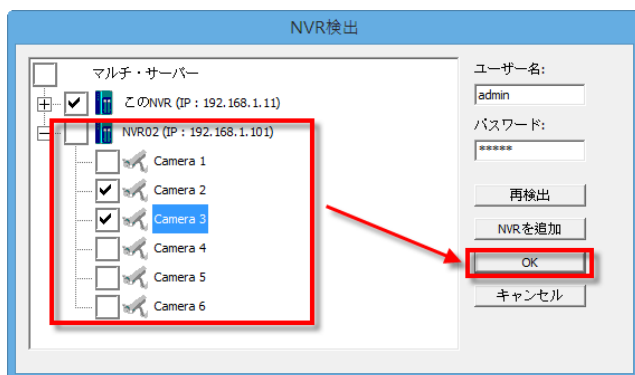 NVR検出
マルチ・サーバー
このNVR (IP : 192.168.1.11)
NVR02 (IP : 192.168.1.101)
Camera 1
Camera 2
Camera 3
Camera 4
Camera 5
Camera 6
ユーザー名:
admin
パスワード:
*****
再検出
NVRを追加
OK
キャンセル